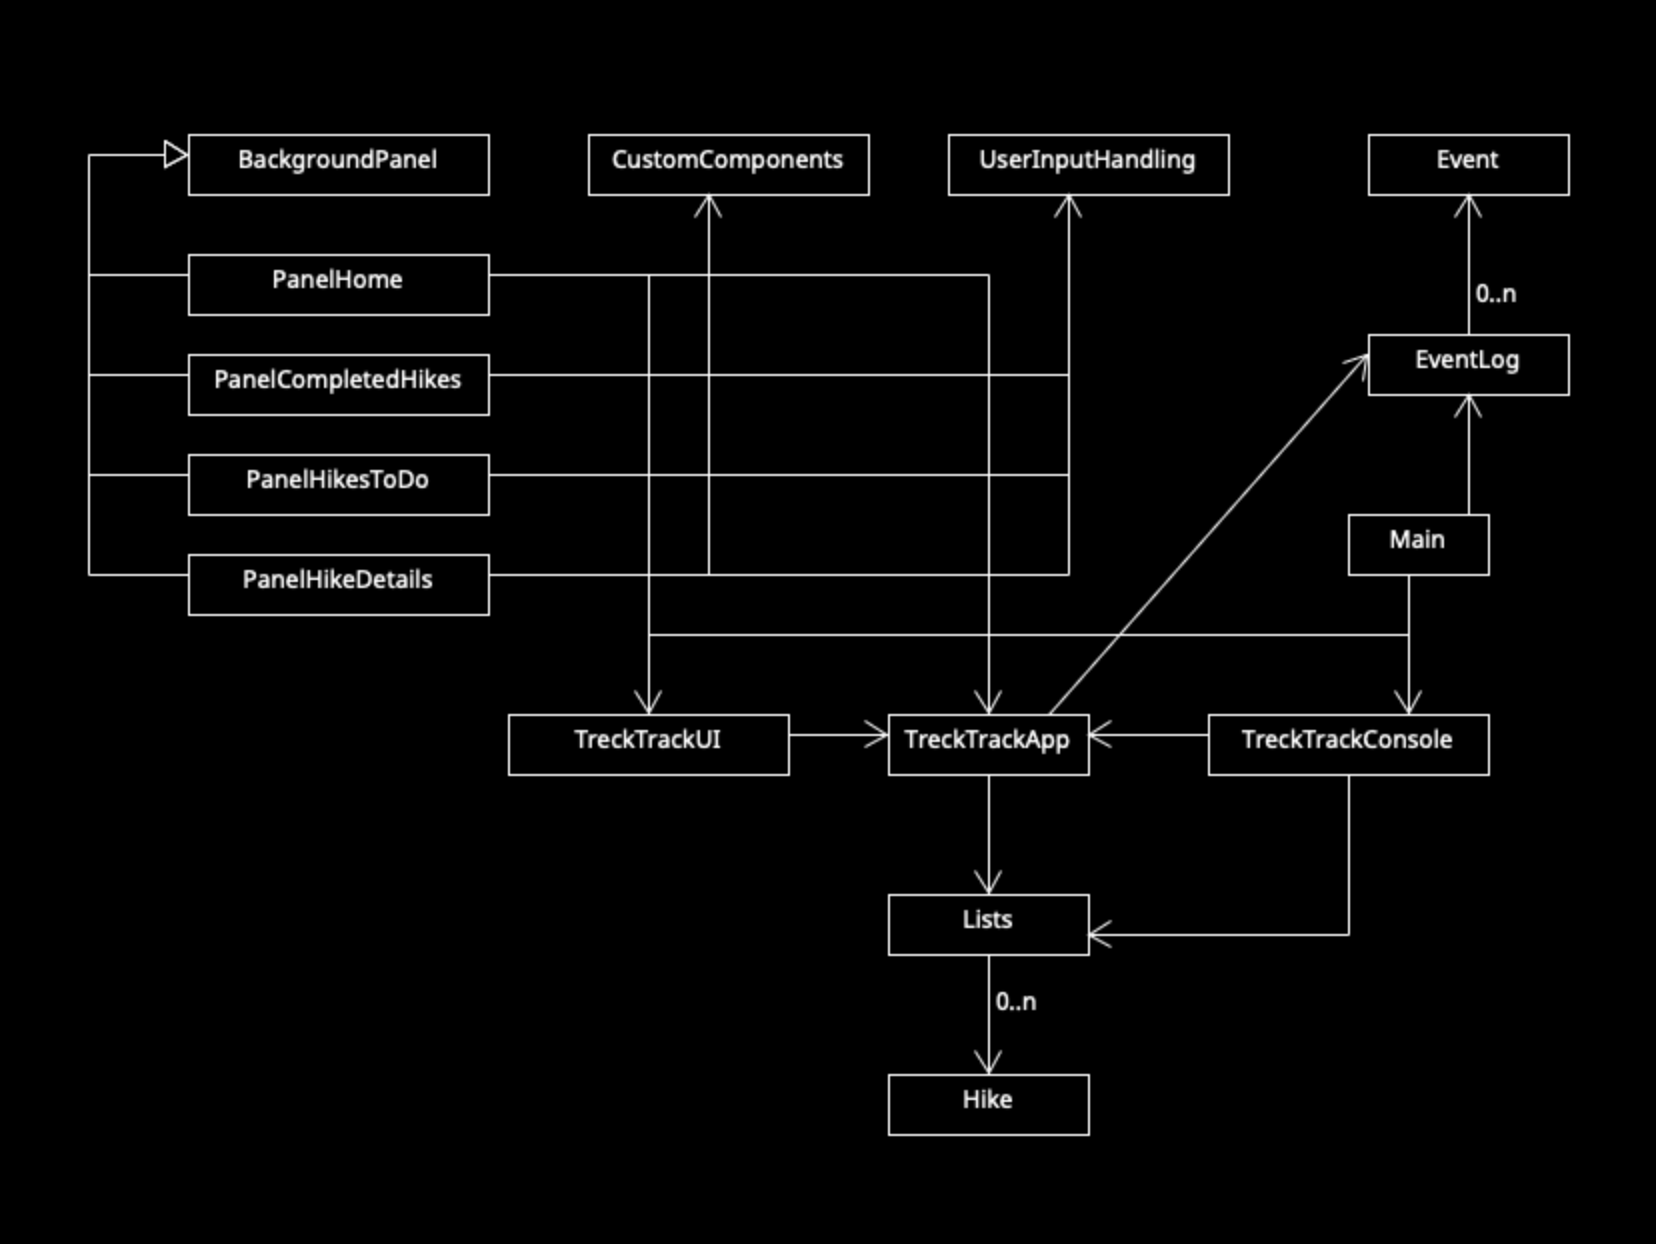 BackgroundPanel
CustomComponents
UserInputHandling
Event
PanelHome
0..n
PanelCompletedHikes
EventLog
PanelHikesToDo
Main
PanelHikeDetails
TreckTrackUI
TreckTrackApp
TreckTrackConsole
Lists
0..n
Hike